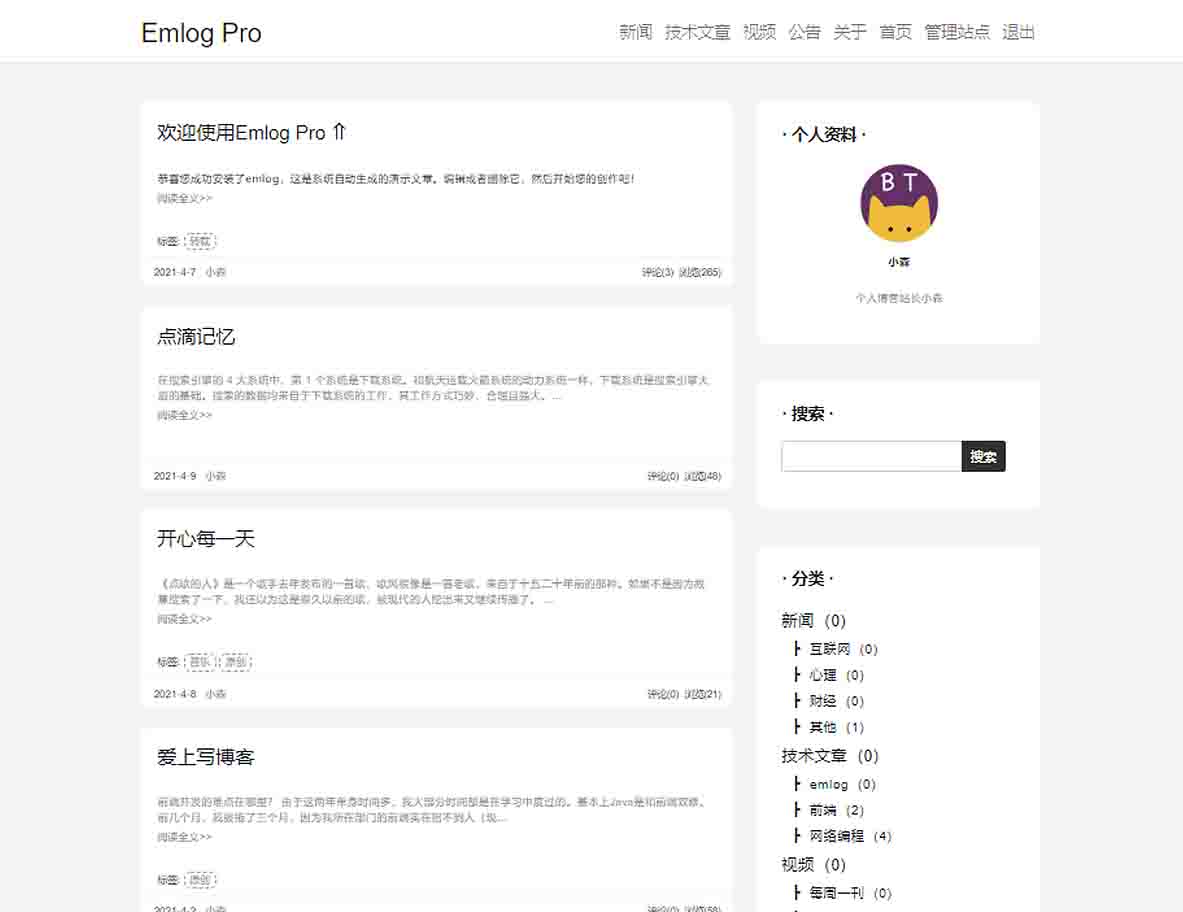 Emlog Pro
新闻 技术文章 视频 公告 关于 首页 管理站点 退出
欢迎使用Emlog Pro ⇑
恭喜您成功安装了emlog，这是系统自动生成的演示文章。编辑或者删除它，然后开始您的创作吧！
阅读全文>>
标签: 转载
2021-4-7 小森
评论(3) 浏览(265)
点滴记忆
在搜索引擎的 4 大系统中，第 1 个系统是下载系统。和航天运载火箭系统的动力系统一样，下载系统是搜索引擎大
厦的基础。搜索的数据均来自于下载系统的工作，其工作方式巧妙、合理且强大。...
阅读全文>>
2021-4-9 小森
评论(0) 浏览(48)
开心每一天
《点歌的人》是一个歌手去年发布的一首歌，歌风很像是一首老歌，来自于十五二十年前的那种。如果不是因为故
意搜索了一下，我还以为这是很久以前的歌，被现代的人挖出来又继续传播了。 ...
阅读全文>>
标签: 音乐 原创
2021-4-8 小森
评论(0) 浏览(21)
爱上写博客
前端开发的难点在哪里？ 由于这两年单身时间多，我大部分时间都是在学习中度过的。基本上Java是和前端双修。
前几个月，我被拖了三个月，因为我所在部门的前端实在招不到人（现...
阅读全文>>
标签: 原创
2021-4-2 小森
评论(0) 浏览(58)
· 个人资料 ·
B T
小森
个人博客站长小森
· 搜索 ·
搜索
· 分类 ·
新闻 (0)
┣ 互联网 (0)
┣ 心理 (0)
┣ 财经 (0)
┣ 其他 (1)
技术文章 (0)
┣ emlog (0)
┣ 前端 (2)
┣ 网络编程 (4)
视频 (0)
┣ 每周一刊 (0)